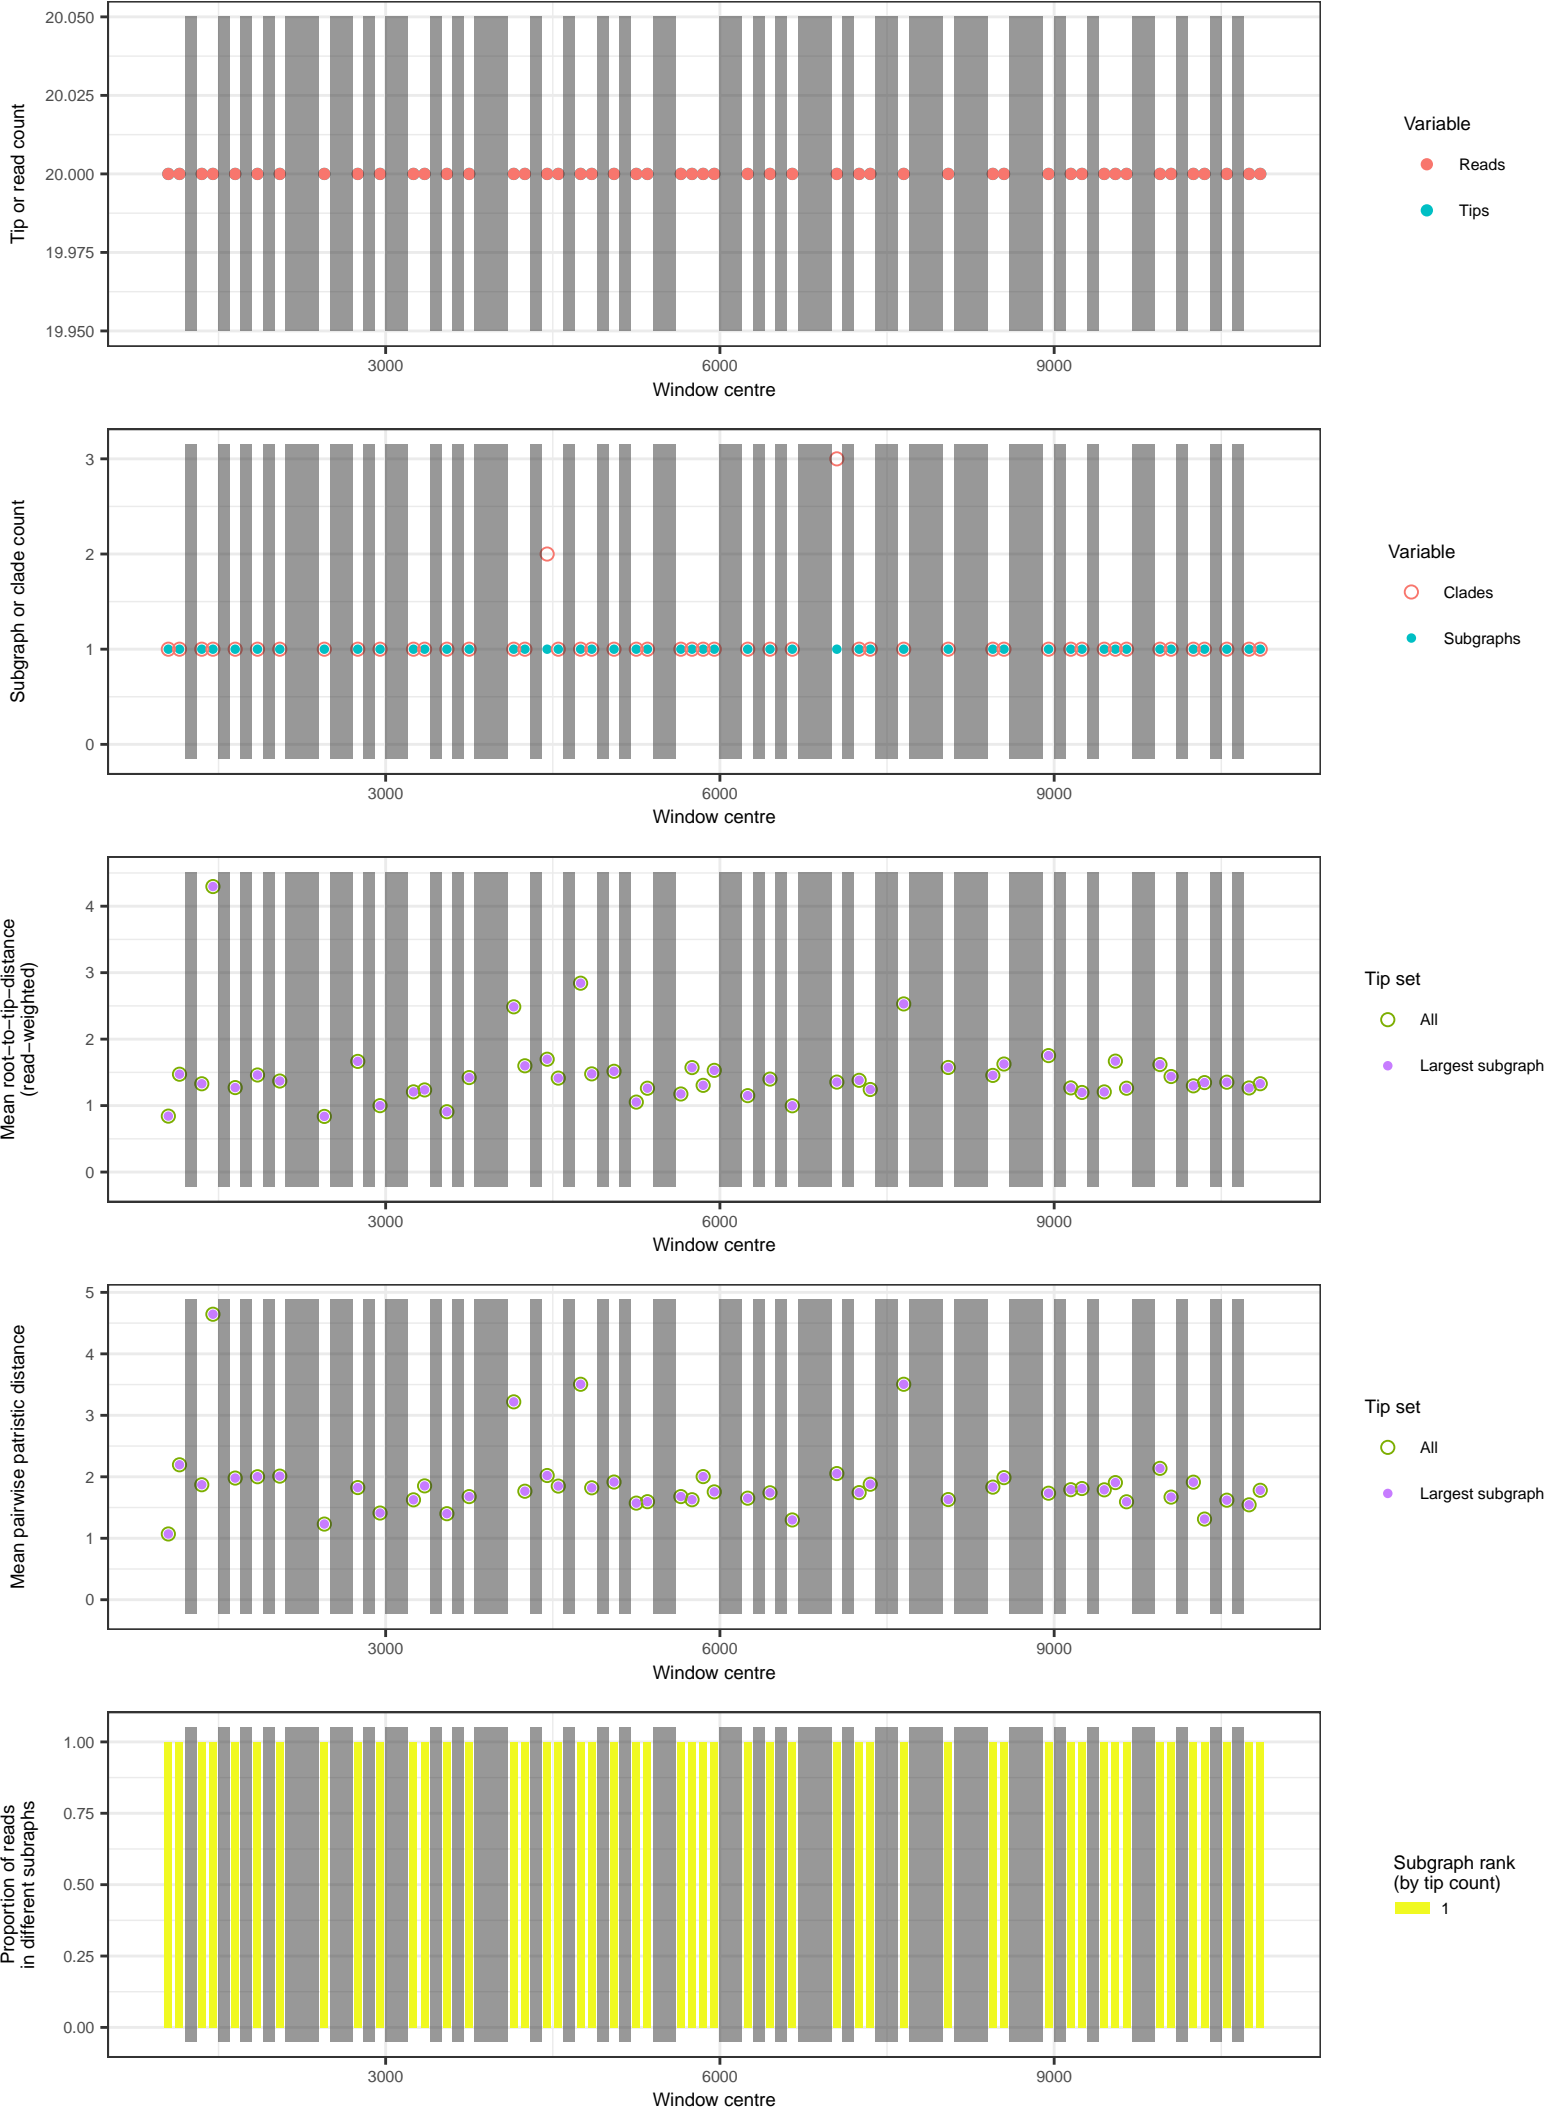 20.050
20.025
20.000
19.975
19.950
Tip or read count
3000 6000 9000
Window centre
Variable
Reads
Tips
3
2
1
0
Subgraph or clade count
3000 6000 9000
Window centre
Variable
Clades
Subgraphs
4
3
2
1
0
Mean root−to−tip−distance
(read−weighted)
3000 6000 9000
Window centre
Tip set
All
Largest subgraph
5
4
3
2
1
0
Mean pairwise patristic distance
3000 6000 9000
Window centre
Tip set
All
Largest subgraph
1.00
0.75
0.50
0.25
0.00
Proportion of reads
in different subraphs
3000 6000 9000
Window centre
Subgraph rank
(by tip count)
1